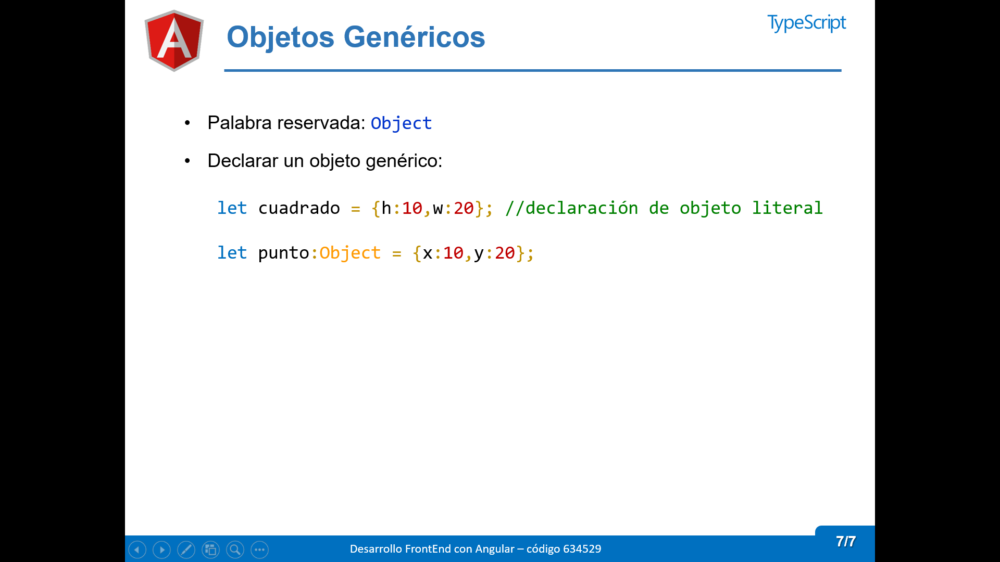 Objetos Genéricos
TypeScript
• Palabra reservada: Object
• Declarar un objeto genérico:
let cuadrado = {h:10,w:20}; //declaración de objeto literal
let punto:Object = {x:10,y:20};
Desarrollo FrontEnd con Angular – código 634529
7/7